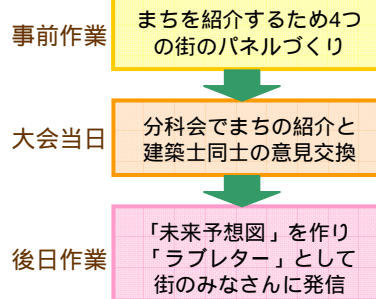 事前作業
まちを紹介するため4つ
の街のパネルづくり
大会当日
分科会でまちの紹介と
建築士同士の意見交換
後日作業
「未来予想図」を作り
「ラブレター」として
街のみなさんに発信